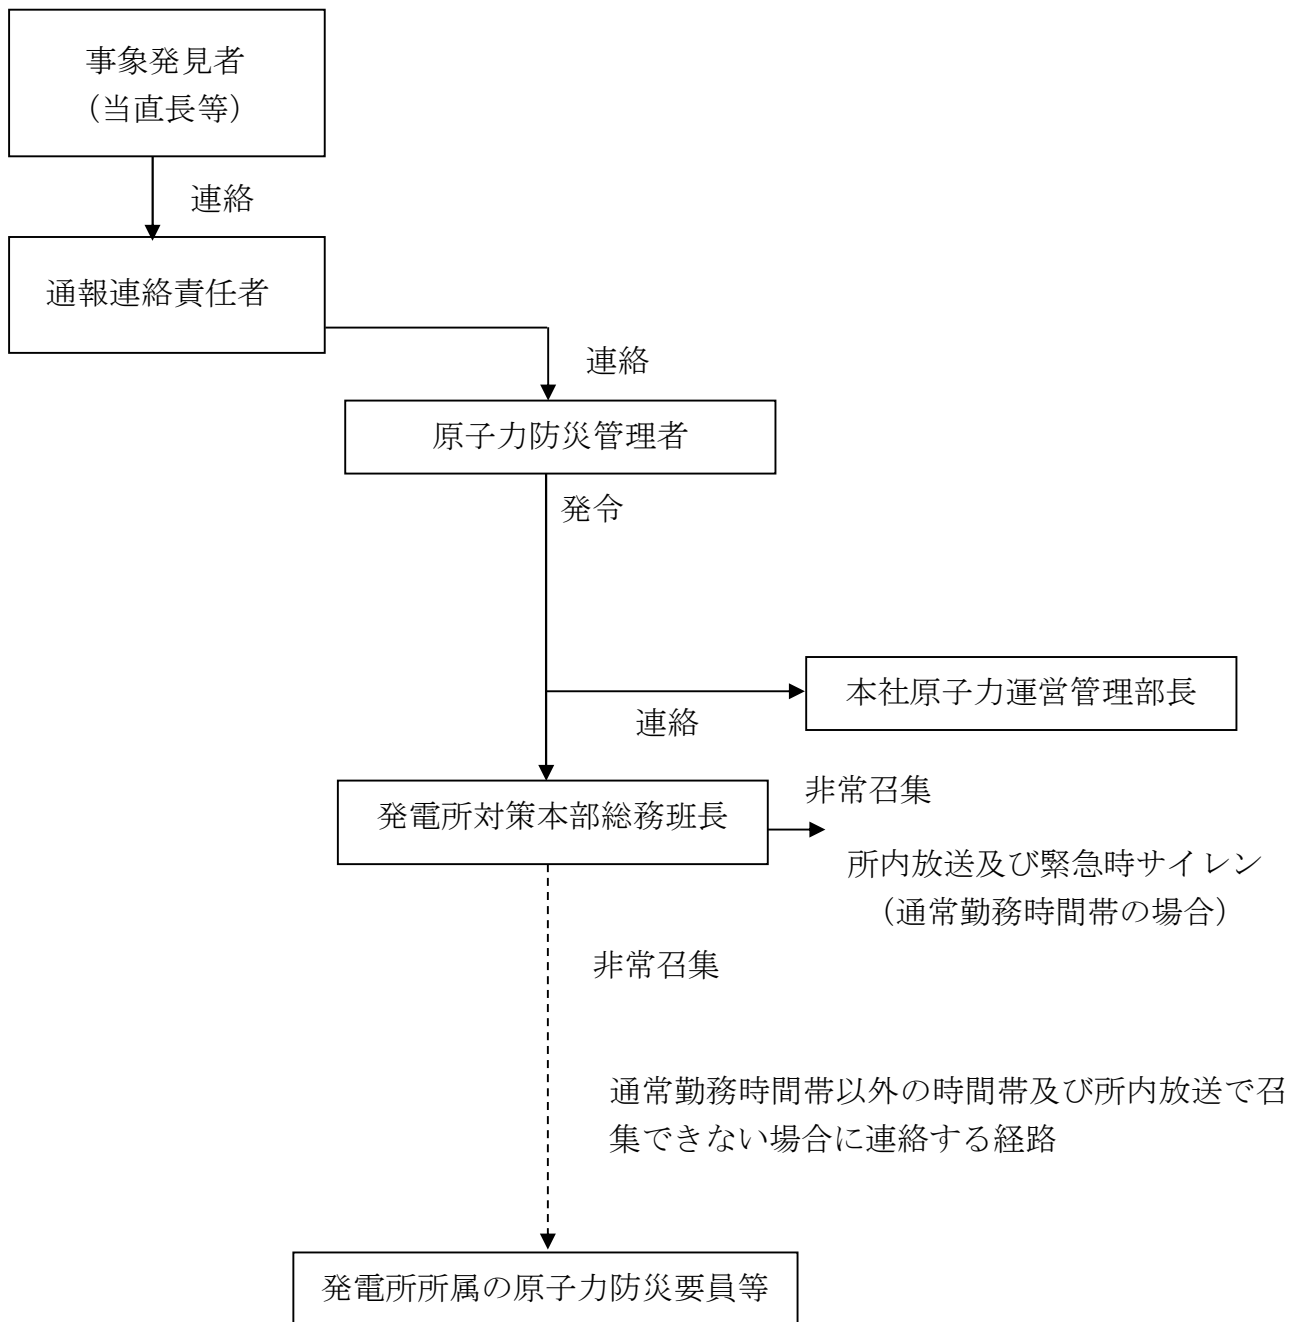 事象発見者
（当直長等）
連絡
通報連絡責任者
連絡
原子力防災管理者
発令
本社原子力運営管理部長
連絡
非常召集
発電所対策本部総務班長
所内放送及び緊急時サイレン
（通常勤務時間帯の場合）
非常召集
通常勤務時間帯以外の時間帯及び所内放送で召
集できない場合に連絡する経路
発電所所属の原子力防災要員等